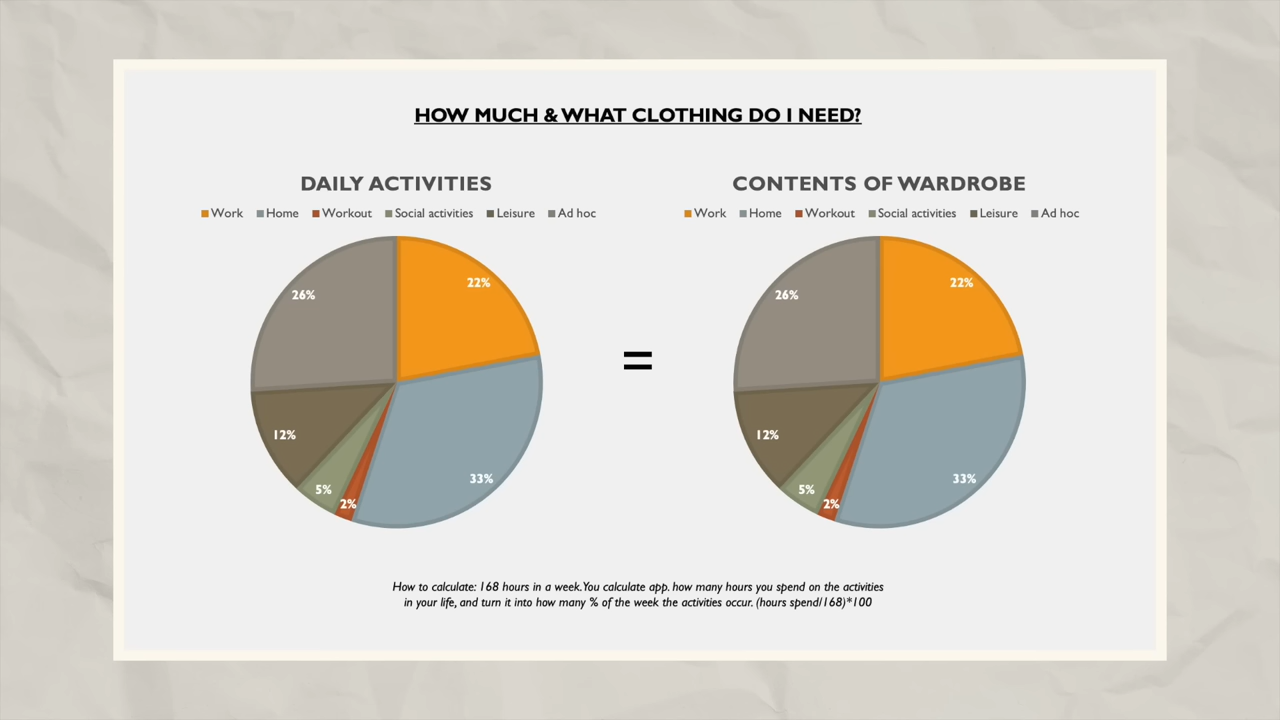 HOW MUCH & WHAT CLOTHING DO I NEED?
DAILY ACTIVITIES
Work Home Workout Social activities Leisure Ad hoc
22%
33%
2%
5%
12%
26%
=
CONTENTS OF WARDROBE
Work Home Workout Social activities Leisure Ad hoc
22%
33%
2%
5%
12%
26%
How to calculate: 168 hours in a week. You calculate app. how many hours you spend on the activities
in your life, and turn it into how many % of the week the activities occur. (hours spend/168)*100